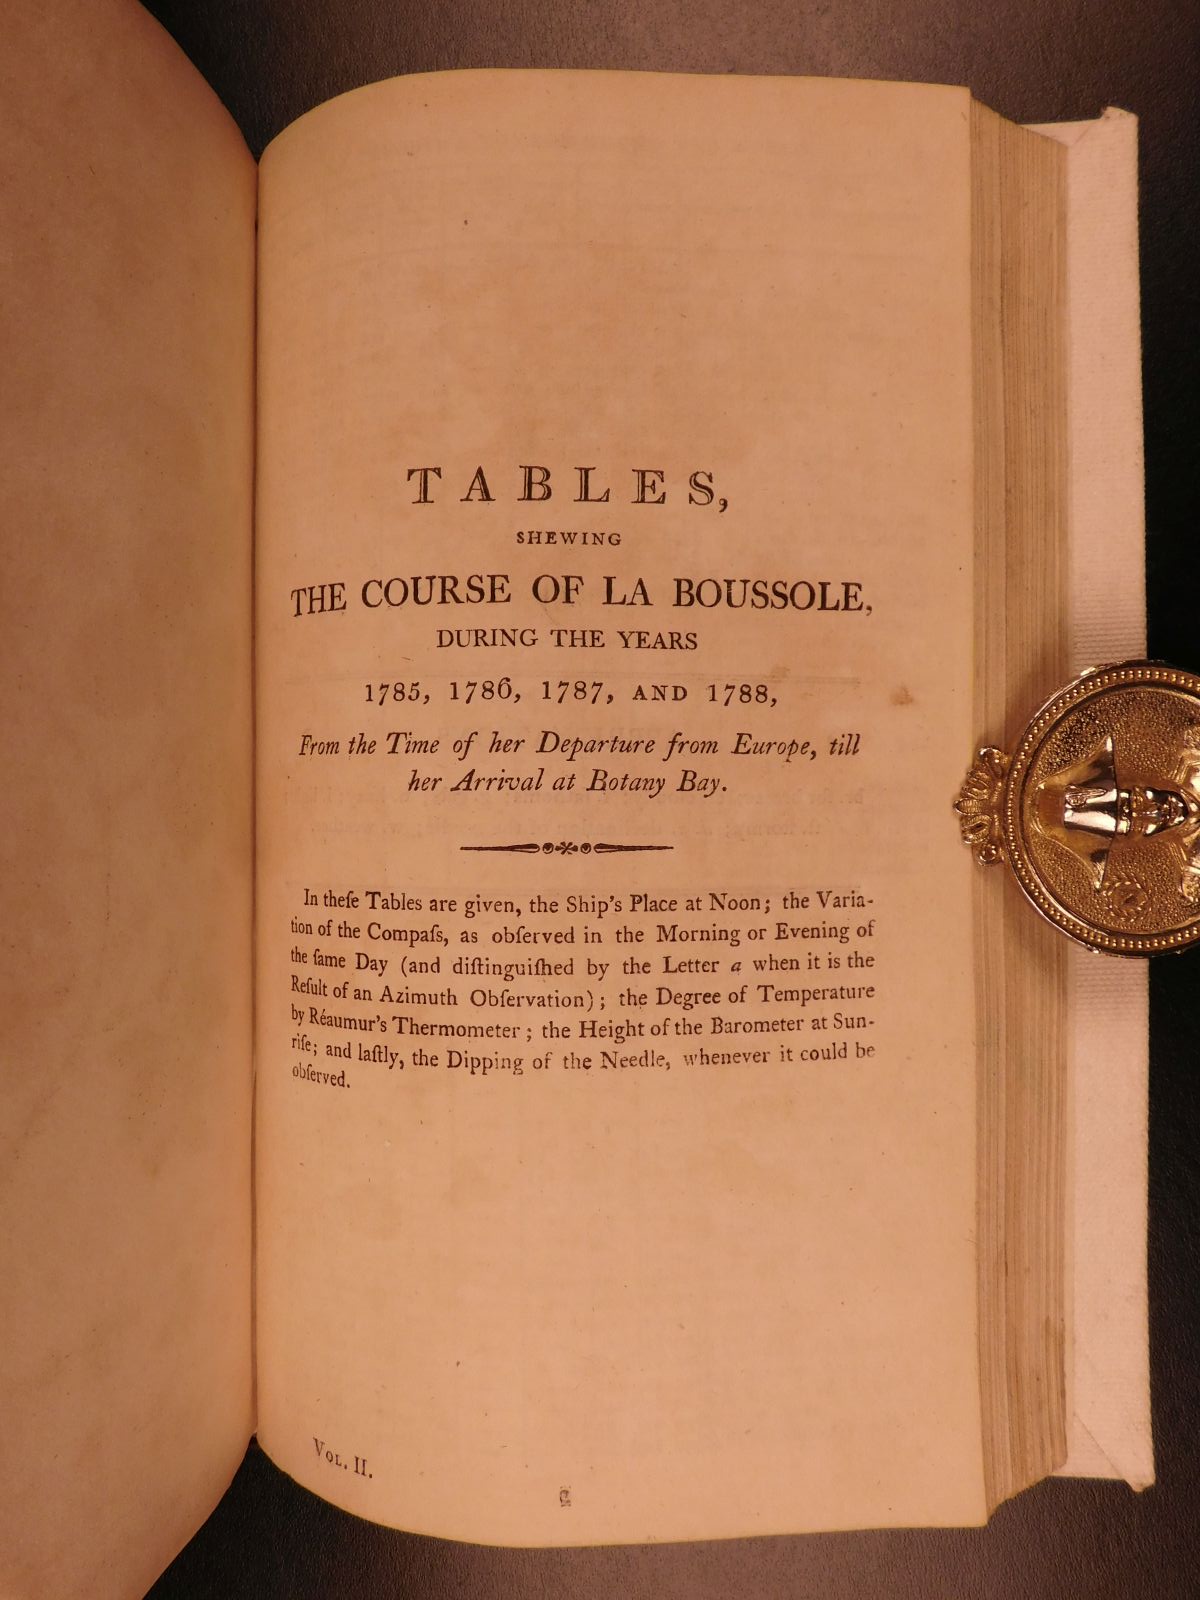 TABLES,
SHEWING
THE COURSE OF LA BOUSSOLE,
DURING THE YEARS
1785, 1786, 1787, AND 1788,
From the Time of her Departure from Europe, till
her Arrival at Botany Bay.
In theſe Tables are given, the Ship's Place at Noon; the Varia-
tion of the Compaſs, as obſerved in the Morning or Evening of
the ſame Day (and diſtinguiſhed by the Letter a when it is the
Reſult of an Azimuth Obſervation); the Degree of Temperature
by Réaumur's Thermometer; the Height of the Barometer at Sun-
riſe; and laſtly, the Dipping of the Needle, whenever it could be
obſerved.
VOL. II.